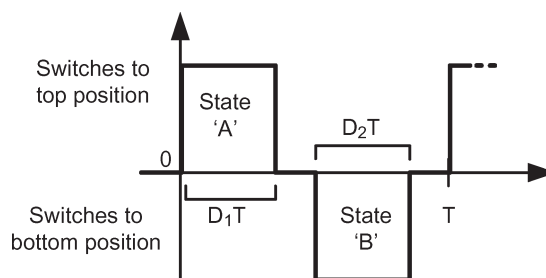 Switches to
top position
State
'A'
D₂T
0
D₁T
Switches to
bottom position
State
'B'
T